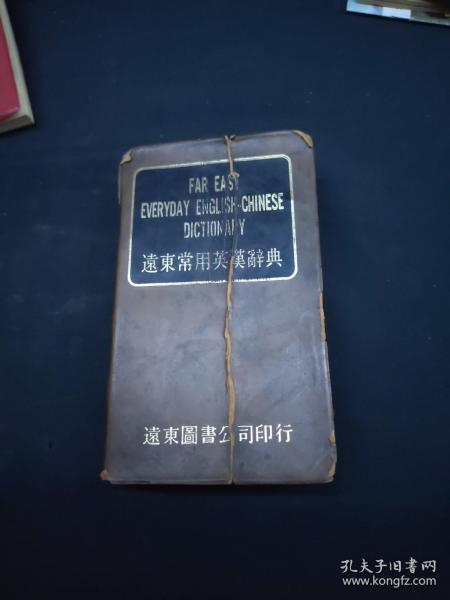 FAR EAST
EVERYDAY ENGLISH-CHINESE
DICTIONARY
遠東常用英漢辭典
遠東圖書公司印行
孔夫子旧书网
www.kongfz.com